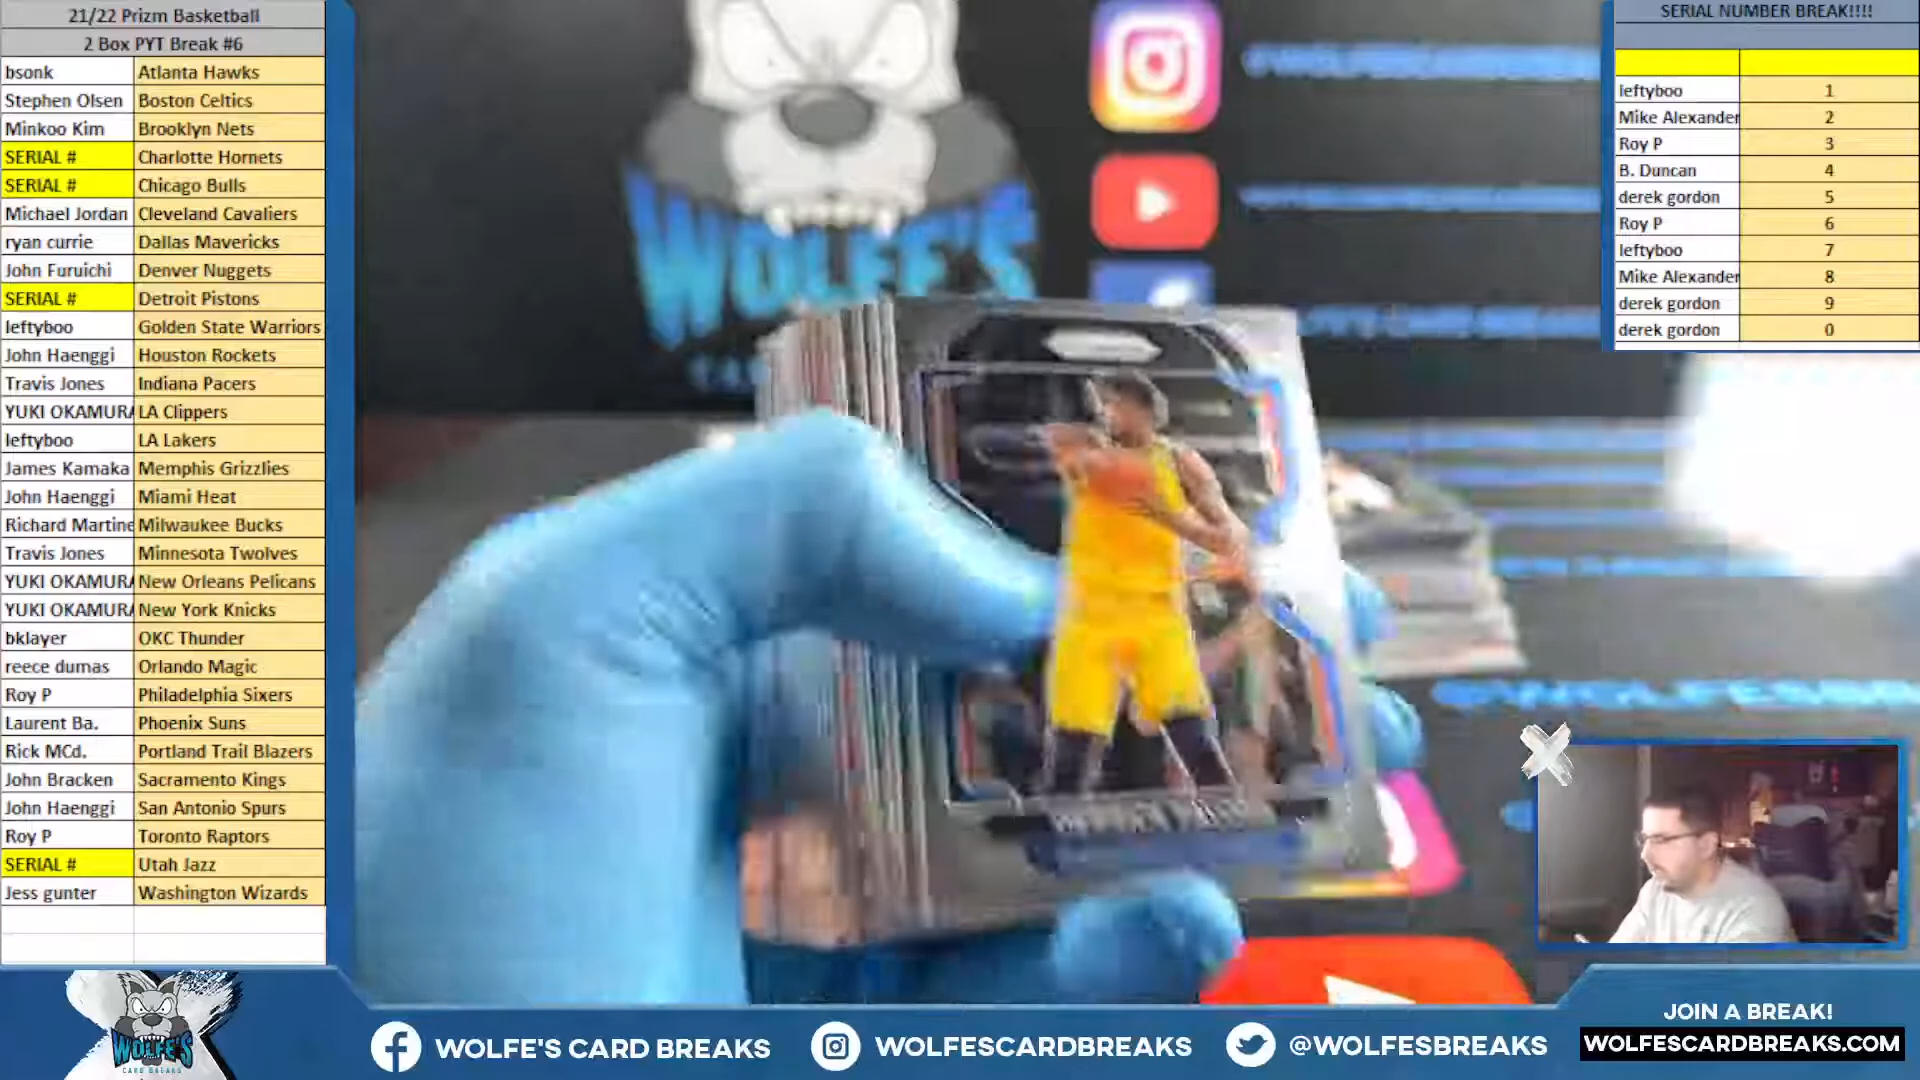 21/22 Prizm Basketball
2 Box PYT Break #6
bsonk Atlanta Hawks
Stephen Olsen Boston Celtics
Minkoo Kim Brooklyn Nets
SERIAL # Charlotte Hornets
SERIAL # Chicago Bulls
Michael Jordan Cleveland Cavaliers
ryan currie Dallas Mavericks
John Furuichi Denver Nuggets
SERIAL # Detroit Pistons
leftyboo Golden State Warriors
John Haenggi Houston Rockets
Travis Jones Indiana Pacers
YUKI OKAMURA LA Clippers
leftyboo LA Lakers
James Kamaka Memphis Grizzlies
John Haenggi Miami Heat
Richard Martine Milwaukee Bucks
Travis Jones Minnesota Twolves
YUKI OKAMURA New Orleans Pelicans
YUKI OKAMURA New York Knicks
bklayer OKC Thunder
reece dumas Orlando Magic
Roy P Philadelphia Sixers
Laurent Ba. Phoenix Suns
Rick MCd. Portland Trail Blazers
John Bracken Sacramento Kings
John Haenggi San Antonio Spurs
Roy P Toronto Raptors
SERIAL # Utah Jazz
Jess gunter Washington Wizards
WOLFE'S
SERIAL NUMBER BREAK!!!!
leftyboo 1
Mike Alexander 2
Roy P 3
B. Duncan 4
derek gordon 5
Roy P 6
leftyboo 7
Mike Alexander 8
derek gordon 9
derek gordon 0
WOLFE'S
CARD BREAKS
WOLFE'S CARD BREAKS
WOLFESCARDBREAKS
@WOLFESBREAKS
JOIN A BREAK!
WOLFESCARDBREAKS.COM